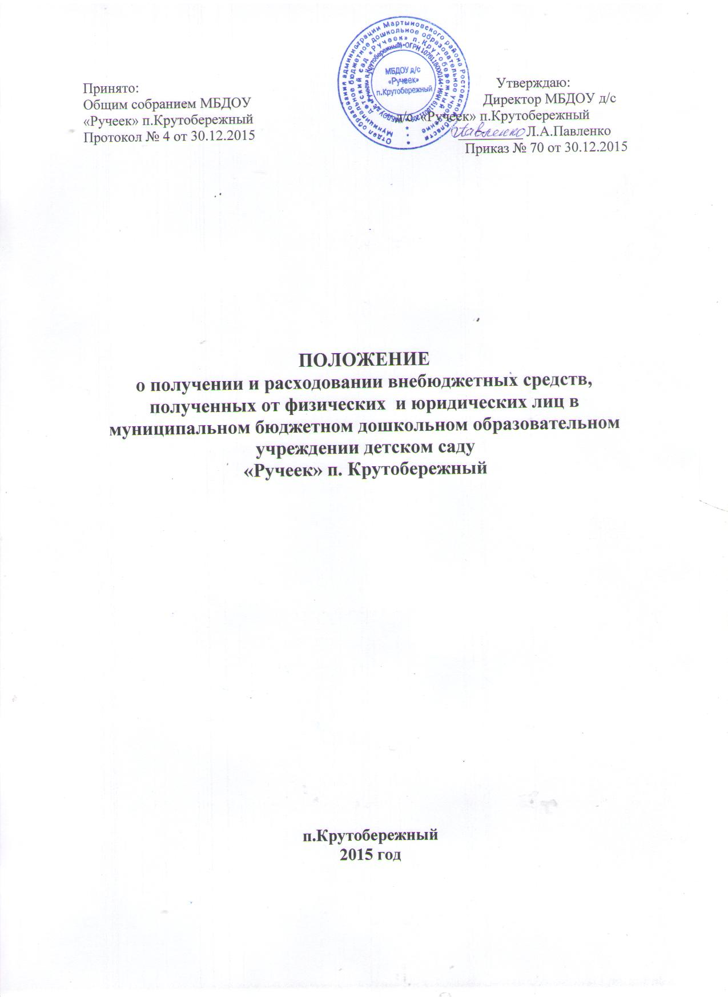 Принято:
Общим собранием МБДОУ
«Ручеек» п.Крутобережный
Протокол № 4 от 30.12.2015
Утверждаю:
Директор МБДОУ д/с
д/с «Ручеек» п.Крутобережный
Павленко Л.А.Павленко
Приказ № 70 от 30.12.2015
Отдел образования администрации Мартыновского района Ростовской области
Муниципальное бюджетное дошкольное образовательное учреждение
детский сад «Ручеек» п.Крутобережный
МБДОУ д/с «Ручеек» п.Крутобережный ОГРН ИНН
МБДОУ д/с
«Ручеек»
п.Крутобережный
ПОЛОЖЕНИЕ
о получении и расходовании внебюджетных средств,
полученных от физических и юридических лиц в
муниципальном бюджетном дошкольном образовательном
учреждении детском саду
«Ручеек» п. Крутобережный
п.Крутобережный
2015 год